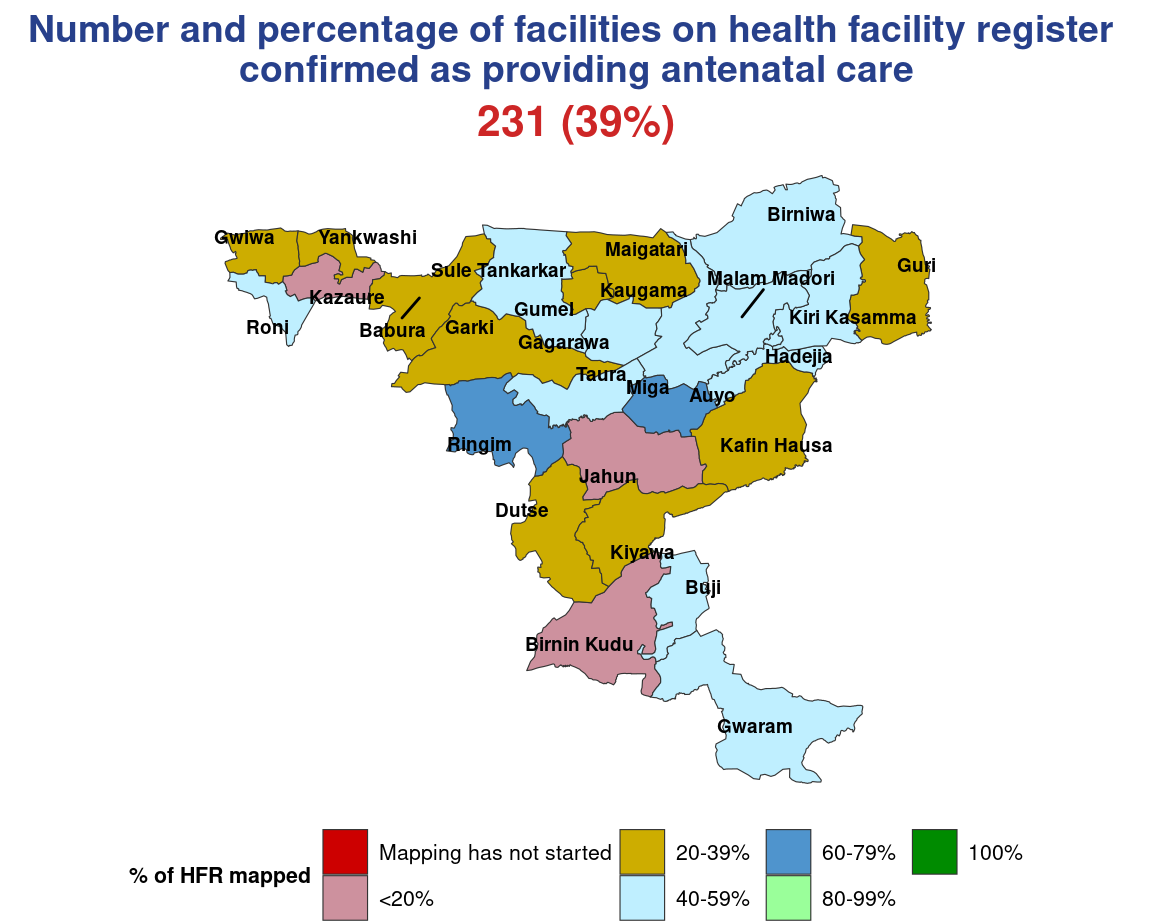 Number and percentage of facilities on health facility register
confirmed as providing antenatal care
231 (39%)
Birniwa
Gwiwa
Yankwashi
Maigatari
Guri
Sule Tankarkar
Malam Madori
Kazaure
Kaugama
Gumel
Kiri Kasamma
Roni
Babura
Garki
Gagarawa
Hadejia
Taura
Miga
Auyo
Ringim
Kafin Hausa
Jahun
Dutse
Kiyawa
Buji
Birnin Kudu
Gwaram
% of HFR mapped
Mapping has not started
<20%
20-39%
40-59%
60-79%
80-99%
100%